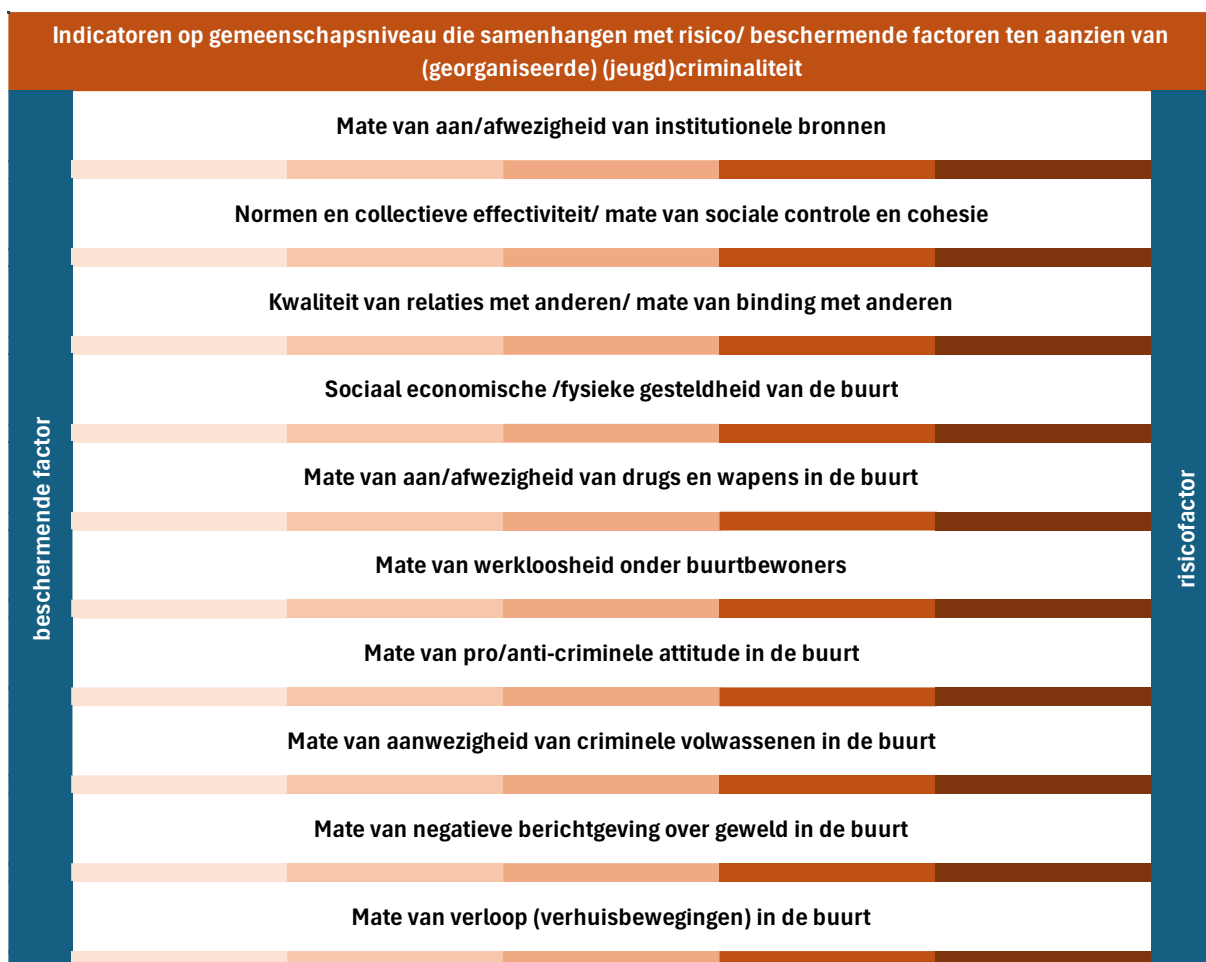 Indicatoren op gemeenschapsniveau die samenhangen met risico/ beschermende factoren ten aanzien van
(georganiseerde) (jeugd)criminaliteit
Mate van aan/afwezigheid van institutionele bronnen
Normen en collectieve effectiviteit/ mate van sociale controle en cohesie
Kwaliteit van relaties met anderen/ mate van binding met anderen
Sociaal economische /fysieke gesteldheid van de buurt
Mate van aan/afwezigheid van drugs en wapens in de buurt
Mate van werkloosheid onder buurtbewoners
Mate van pro/anti-criminele attitude in de buurt
Mate van aanwezigheid van criminele volwassenen in de buurt
Mate van negatieve berichtgeving over geweld in de buurt
Mate van verloop (verhuisbewegingen) in de buurt
beschermende factor
risicofactor